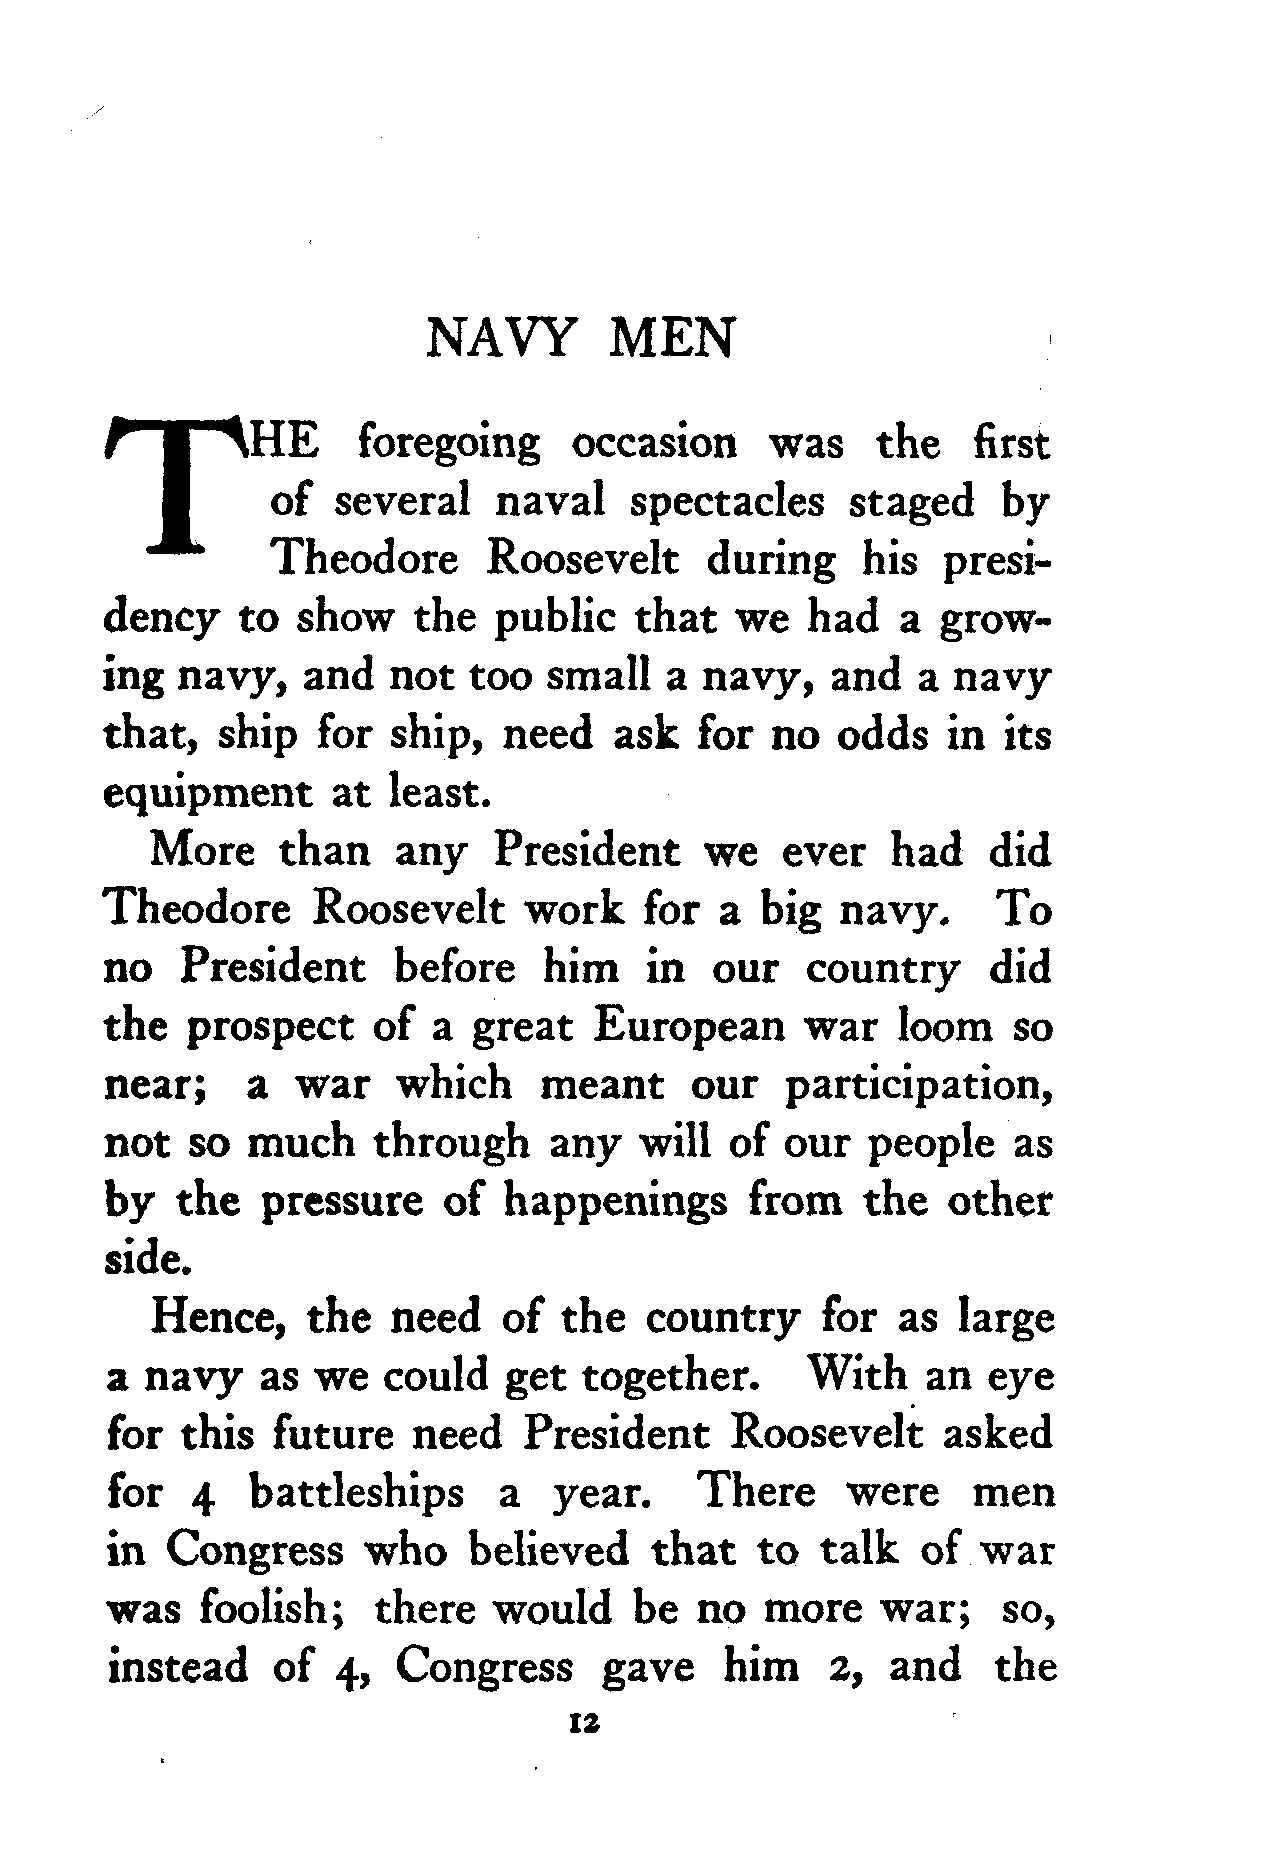 NAVY MEN
THE foregoing occasion was the first
of several naval spectacles staged by
Theodore Roosevelt during his presi-
dency to show the public that we had a grow-
ing navy, and not too small a navy, and a navy
that, ship for ship, need ask for no odds in its
equipment at least.
More than any President we ever had did
Theodore Roosevelt work for a big navy. To
no President before him in our country did
the prospect of a great European war loom so
near; a war which meant our participation,
not so much through any will of our people as
by the pressure of happenings from the other
side.
Hence, the need of the country for as large
a navy as we could get together. With an eye
for this future need President Roosevelt asked
for 4 battleships a year. There were men
in Congress who believed that to talk of war
was foolish; there would be no more war; so,
instead of 4, Congress gave him 2, and the
12